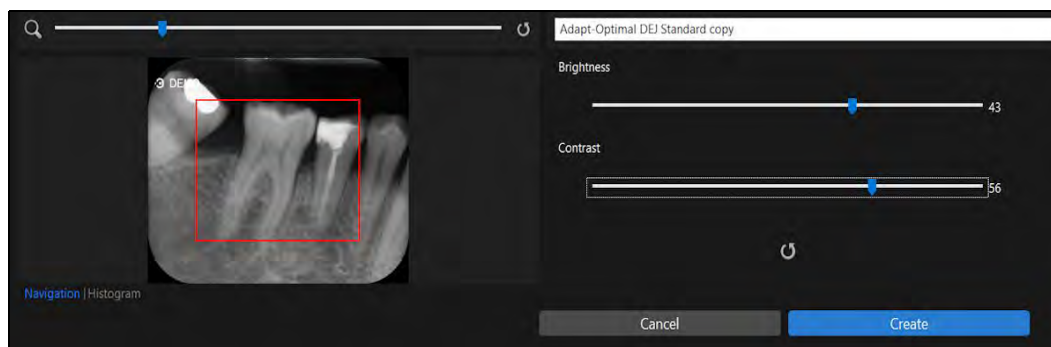 Adapt-Optimal DEJ Standard copy
Brightness
43
Contrast
56
Navigation | Histogram
Cancel
Create